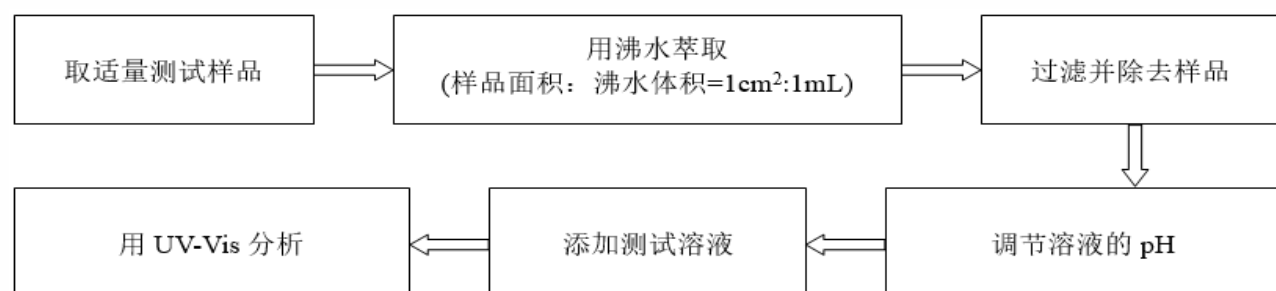 取适量测试样品
用沸水萃取
(样品面积：沸水体积=1cm²:1mL)
过滤并除去样品
调节溶液的 pH
添加测试溶液
用 UV-Vis 分析